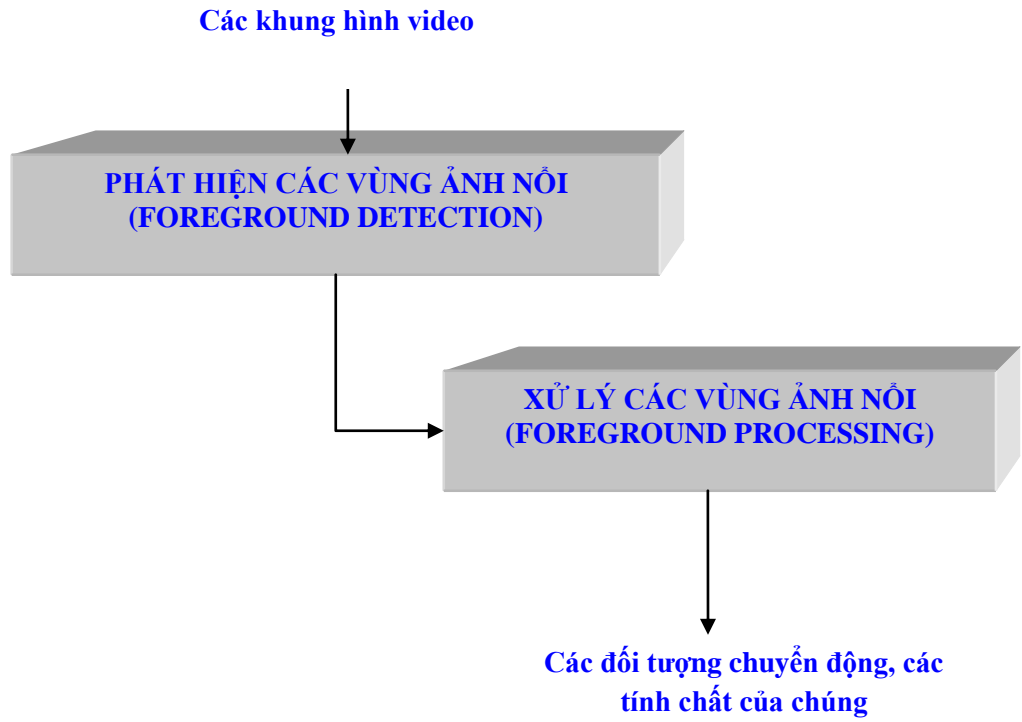 Các khung hình video
PHÁT HIỆN CÁC VÙNG ẢNH NỔI
(FOREGROUND DETECTION)
XỬ LÝ CÁC VÙNG ẢNH NỔI
(FOREGROUND PROCESSING)
Các đối tượng chuyển động, các
tính chất của chúng